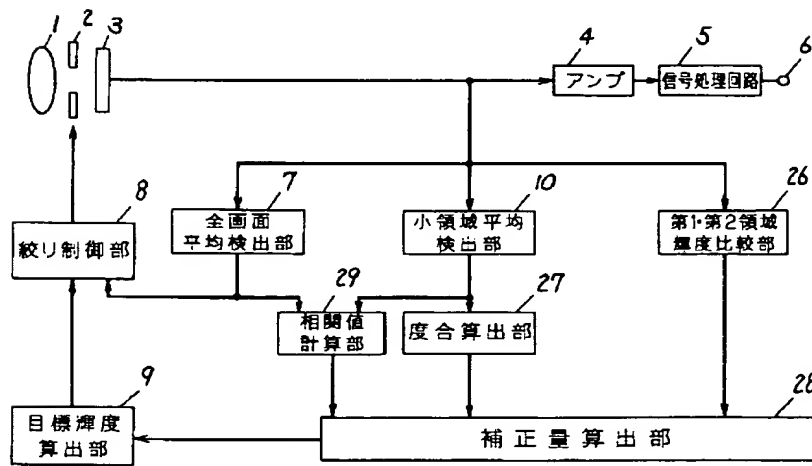 1
2
3
4
5
6
アンプ
信号処理回路
7
10
26
8
全画面
平均検出部
小領域平均
検出部
第1・第2領域
輝度比較部
絞り制御部
29
27
相関値
計算部
度合算出部
9
28
目標輝度
算出部
補正量算出部